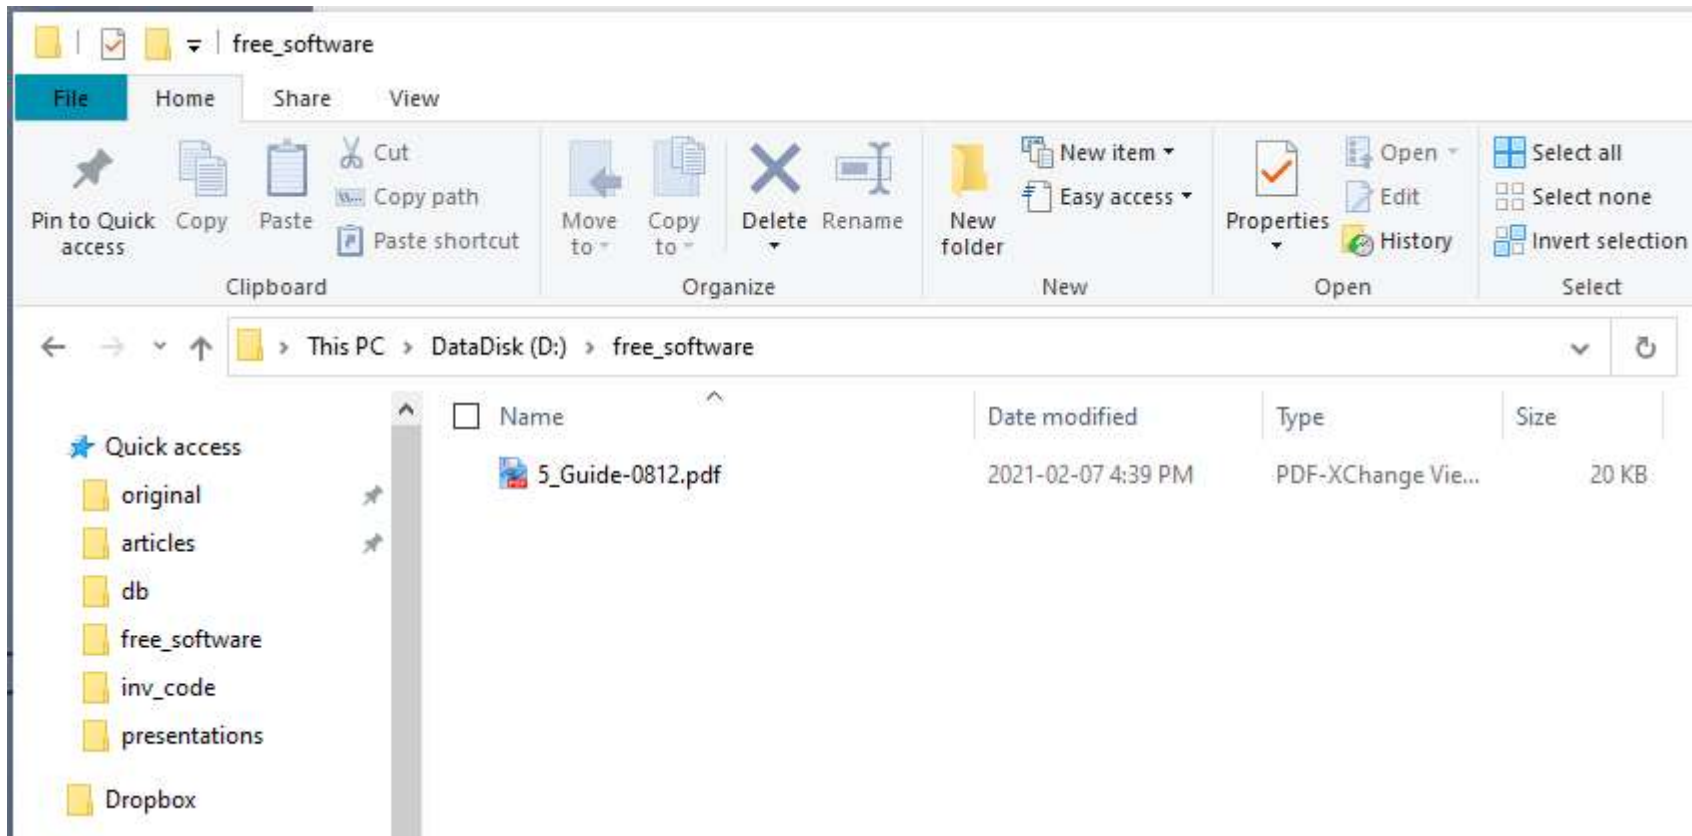 free_software
File Home Share View
Pin to Quick access
Copy
Paste
Cut
Copy path
Paste shortcut
Move to
Copy to
Delete
Rename
New folder
New item
Easy access
Properties
Open
Edit
History
Select all
Select none
Invert selection
Clipboard Organize New Open Select
This PC > DataDisk (D:) > free_software
Name Date modified Type Size
5_Guide-0812.pdf 2021-02-07 4:39 PM PDF-XChange Vie... 20 KB
Quick access
original
articles
db
free_software
inv_code
presentations
Dropbox